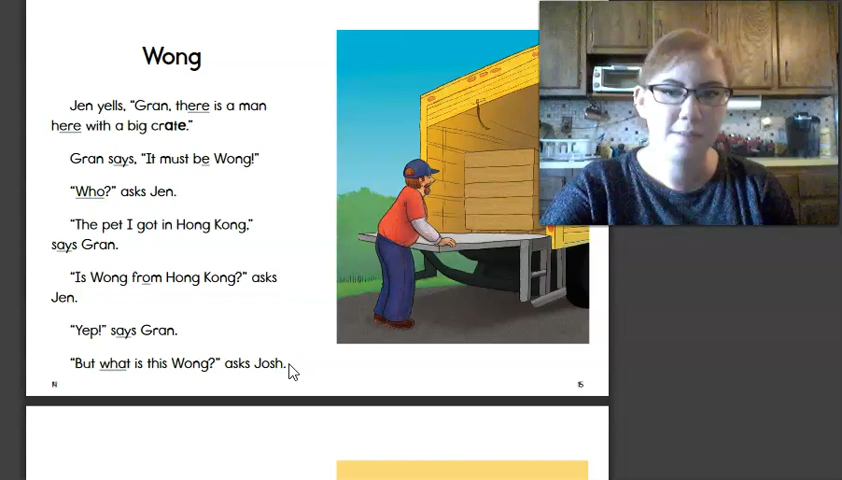 Wong
Jen yells, “Gran, there is a man
here with a big crate.”
Gran says, “It must be Wong!”
“Who?” asks Jen.
“The pet I got in Hong Kong,”
says Gran.
“Is Wong from Hong Kong?” asks
Jen.
“Yep!” says Gran.
“But what is this Wong?” asks Josh.
14
15